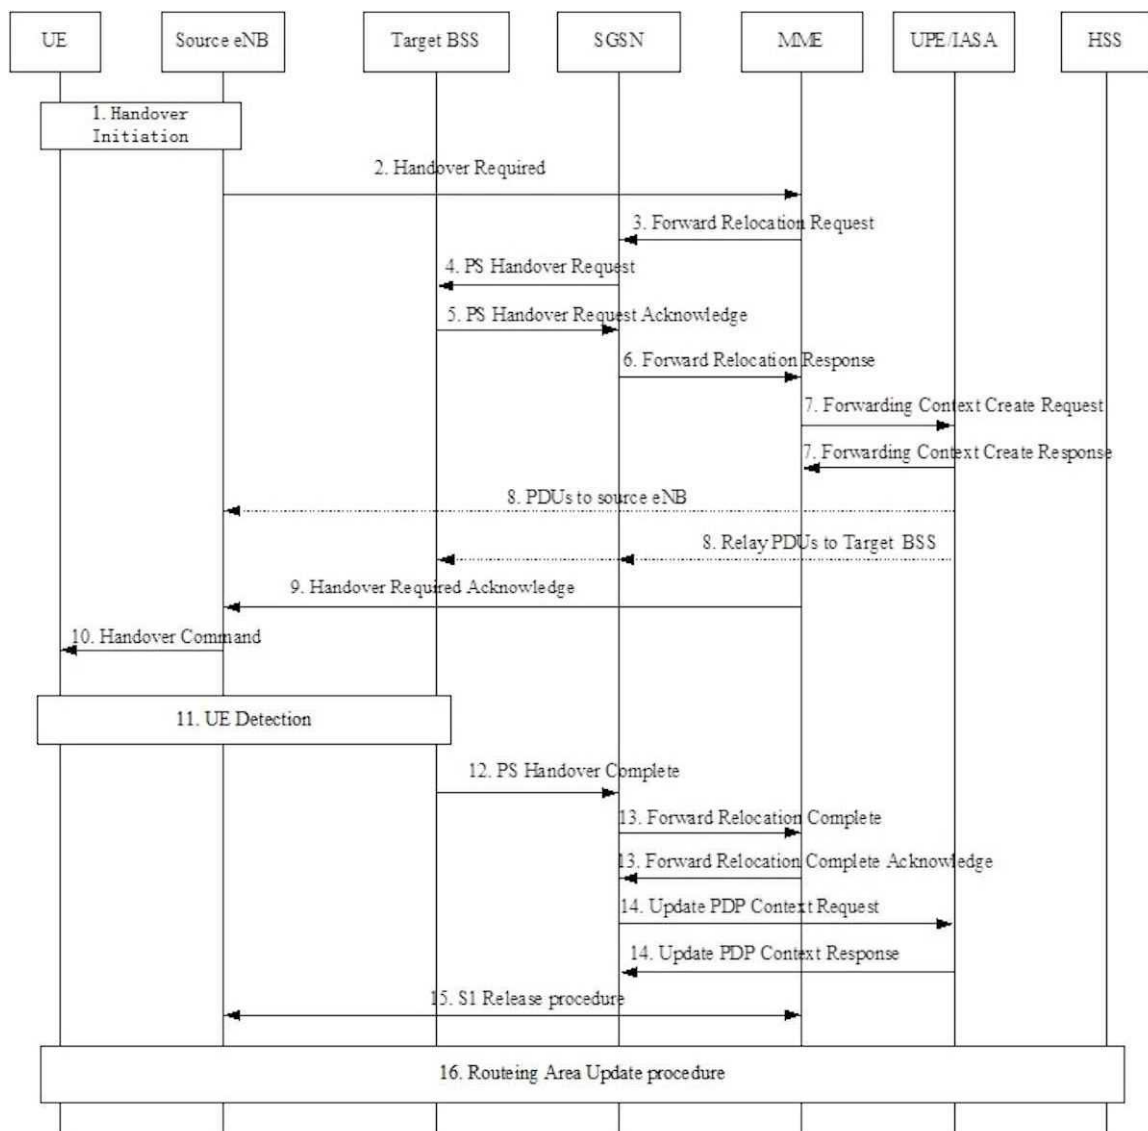 UE
Source eNB
Target BSS
SGSN
MME
UPE/IASA
HSS
1. Handover
Initiation
2. Handover Required
3. Forward Relocation Request
4. PS Handover Request
5. PS Handover Request Acknowledge
6. Forward Relocation Response
7. Forwarding Context Create Request
7. Forwarding Context Create Response
8. PDUs to source eNB
8. Relay PDUs to Target BSS
9. Handover Required Acknowledge
10. Handover Command
11. UE Detection
12. PS Handover Complete
13. Forward Relocation Complete
13. Forward Relocation Complete Acknowledge
14. Update PDP Context Request
14. Update PDP Context Response
15. S1 Release procedure
16. Routeing Area Update procedure